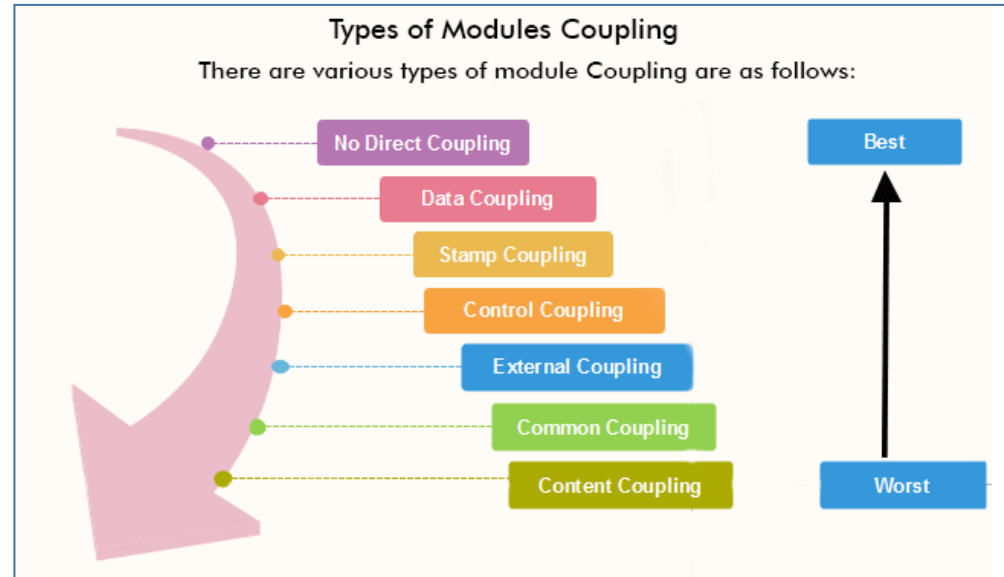 Types of Modules Coupling
There are various types of module Coupling are as follows:
No Direct Coupling
Best
Data Coupling
Stamp Coupling
Control Coupling
External Coupling
Common Coupling
Content Coupling
Worst